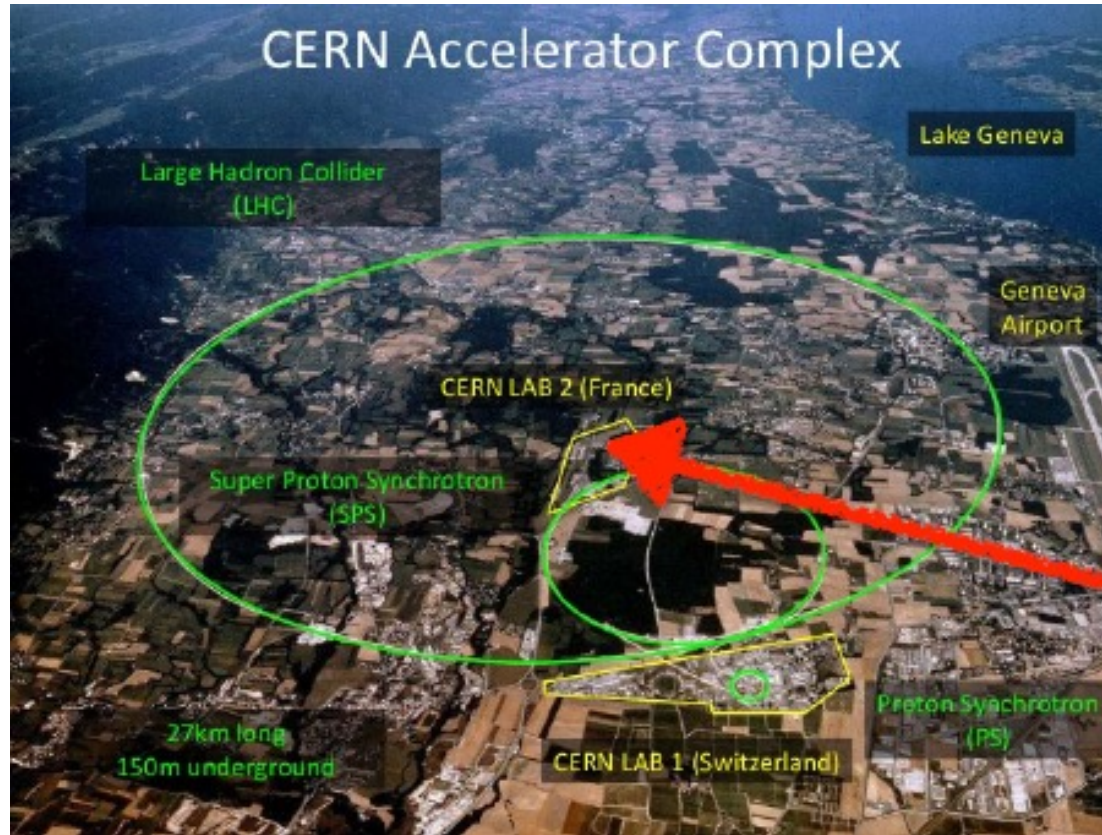 CERN Accelerator Complex
Lake Geneva
Large Hadron Collider
(LHC)
Geneva
Airport
CERN LAB 2 (France)
Super Proton Synchrotron
(SPS)
Proton Synchrotron
(PS)
27km long
150m underground
CERN LAB 1 (Switzerland)